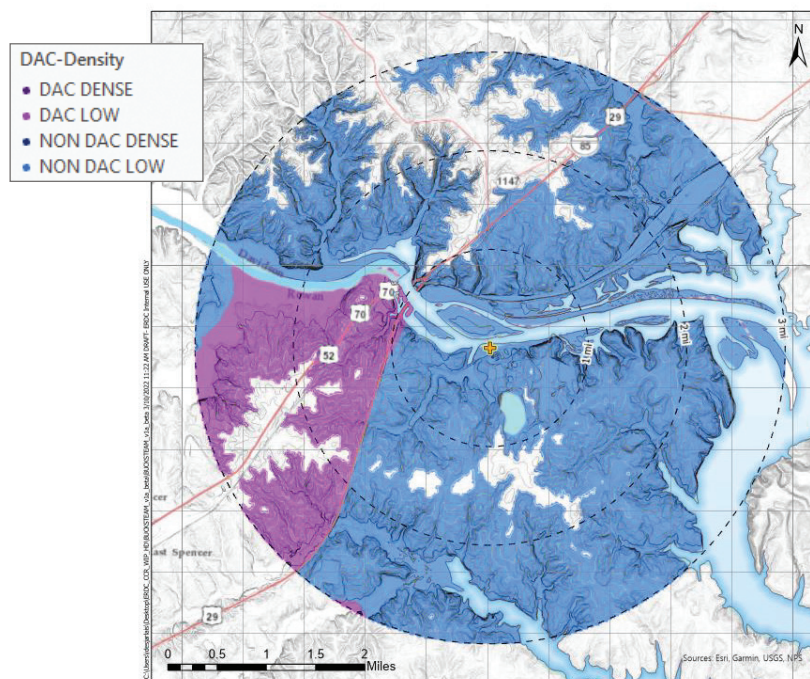 DAC-Density
DAC DENSE
DAC LOW
NON DAC DENSE
NON DAC LOW
N
29
85
1147
Davidson
Rowan
70
70
52
1 mi
2 mi
3 mi
cer
East Spencer
29
0 0.5 1 2
Miles
Sources: Esri, Garmin, USGS, NPS